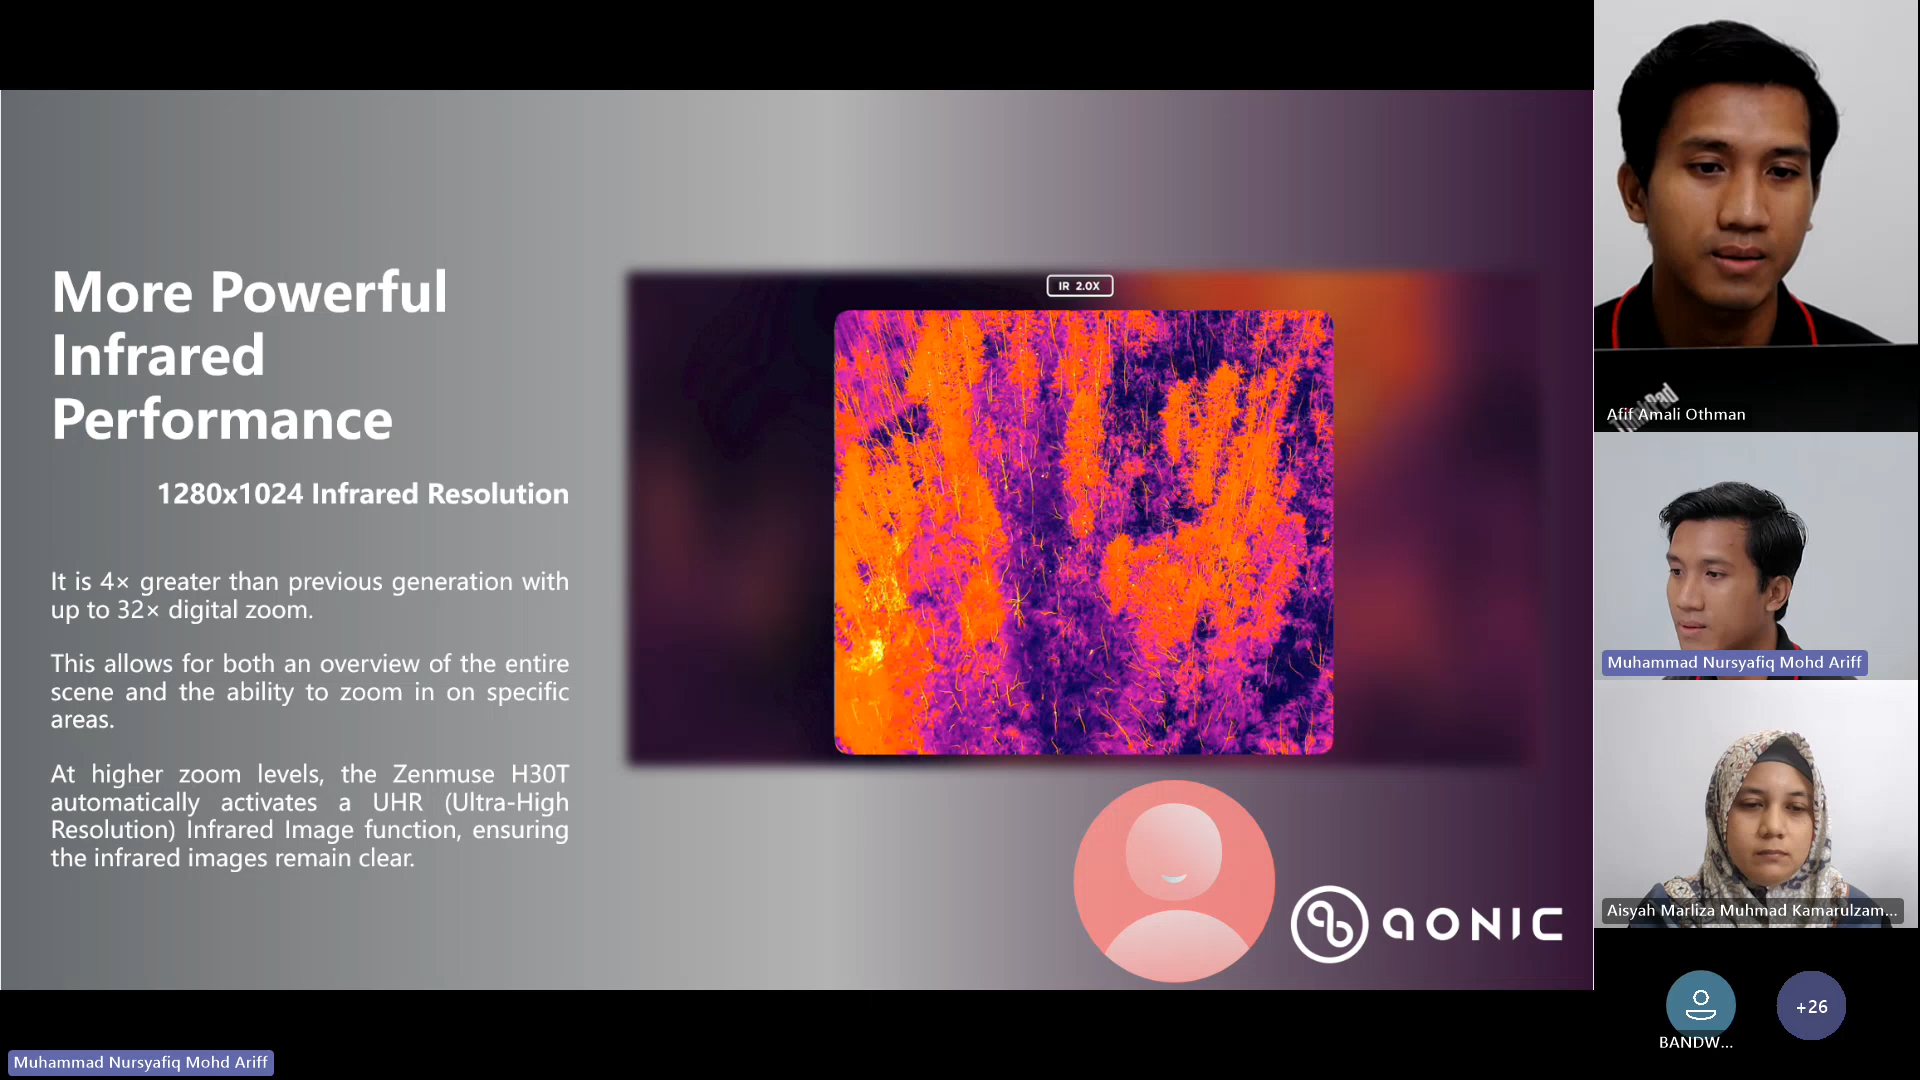 More Powerful
Infrared
Performance
1280x1024 Infrared Resolution
It is 4× greater than previous generation with
up to 32× digital zoom.
This allows for both an overview of the entire
scene and the ability to zoom in on specific
areas.
At higher zoom levels, the Zenmuse H30T
automatically activates a UHR (Ultra-High
Resolution) Infrared Image function, ensuring
the infrared images remain clear.
IR 2.0X
aonic
ThinkPad
Afif Amali Othman
Muhammad Nursyafiq Mohd Ariff
Aisyah Marliza Muhmad Kamarulzam...
BANDW...
+26
Muhammad Nursyafiq Mohd Ariff